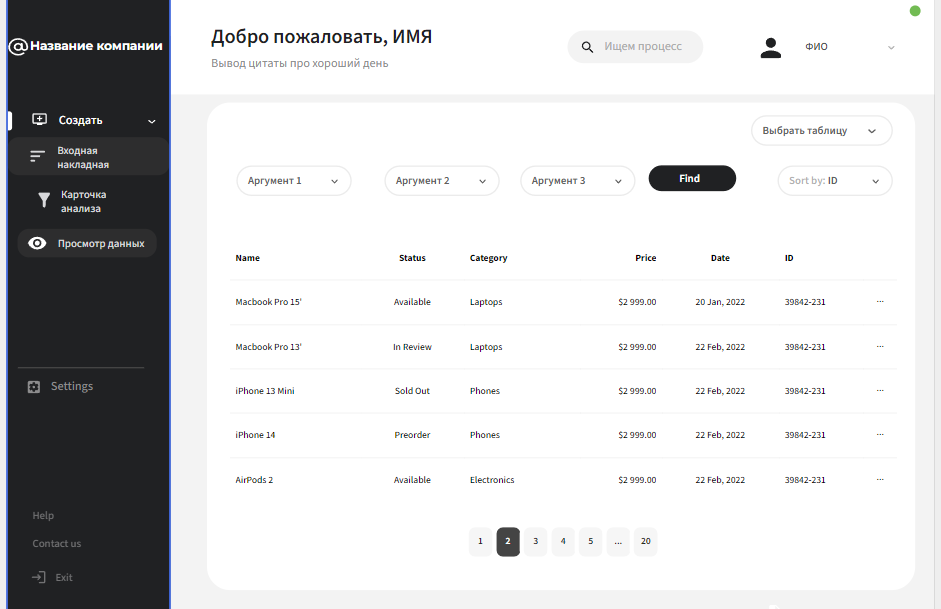 @Название компании
Создать
Входная
накладная
Карточка
анализа
Просмотр данных
Settings
Help
Contact us
Exit
Добро пожаловать, ИМЯ
Вывод цитаты про хороший день
Ищем процесс
ФИО
Выбрать таблицу
Аргумент 1 Аргумент 2 Аргумент 3 Find Sort by: ID
Name Status Category Price Date ID
Macbook Pro 15' Available Laptops $2 999.00 20 Jan, 2022 39842-231 ...
Macbook Pro 13' In Review Laptops $2 999.00 22 Feb, 2022 39842-231 ...
iPhone 13 Mini Sold Out Phones $2 999.00 22 Feb, 2022 39842-231 ...
iPhone 14 Preorder Phones $2 999.00 22 Feb, 2022 39842-231 ...
AirPods 2 Available Electronics $2 999.00 22 Feb, 2022 39842-231 ...
1 2 3 4 5 ... 20